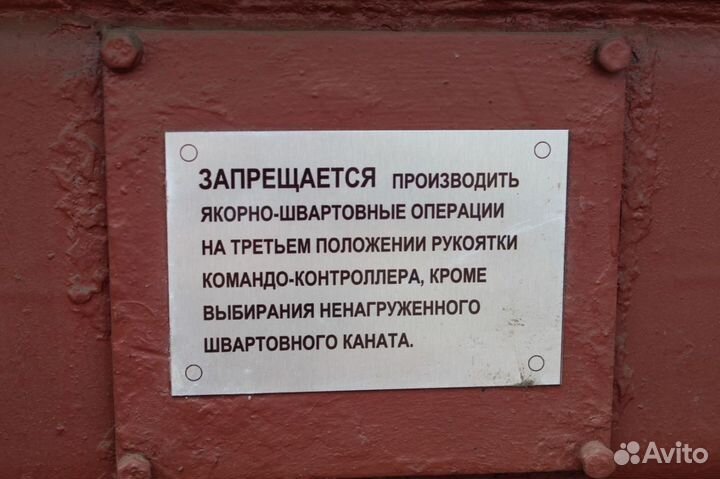 ЗАПРЕЩАЕТСЯ ПРОИЗВОДИТЬ
ЯКОРНО-ШВАРТОВНЫЕ ОПЕРАЦИИ
НА ТРЕТЬЕМ ПОЛОЖЕНИИ РУКОЯТКИ
КОМАНДО-КОНТРОЛЛЕРА, КРОМЕ
ВЫБИРАНИЯ НЕНАГРУЖЕННОГО
ШВАРТОВНОГО КАНАТА.
Avito